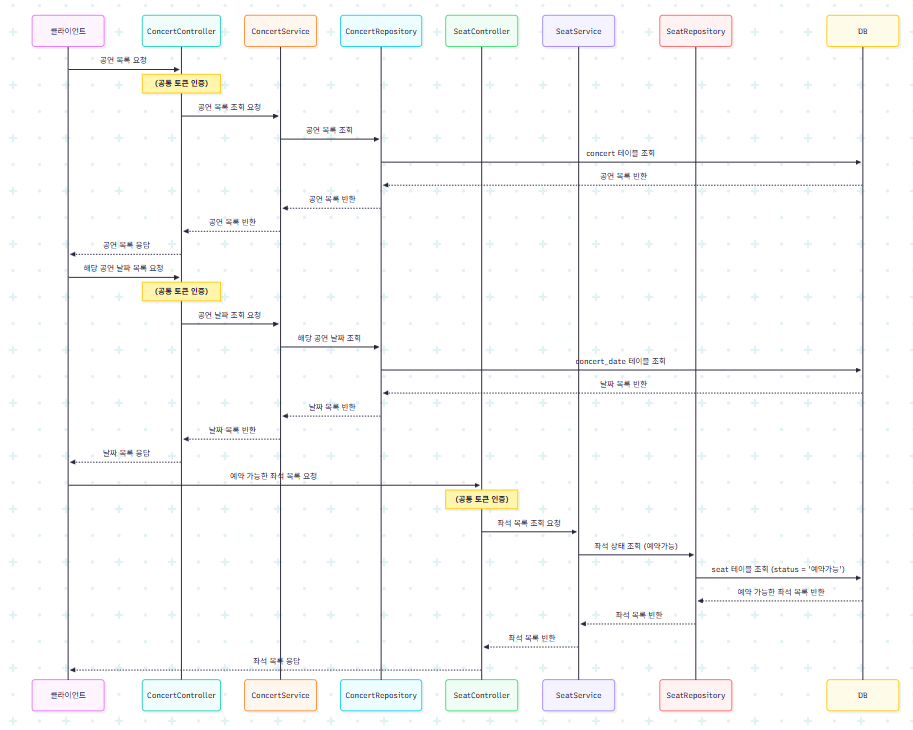 클라이언트
ConcertController
ConcertService
ConcertRepository
SeatController
SeatService
SeatRepository
DB
공연 목록 요청
(공통 토큰 인증)
공연 목록 조회 요청
공연 목록 조회
concert 테이블 조회
공연 목록 반환
공연 목록 반환
공연 목록 반환
공연 목록 응답
해당 공연 날짜 목록 요청
(공통 토큰 인증)
공연 날짜 조회 요청
해당 공연 날짜 조회
concert_date 테이블 조회
날짜 목록 반환
날짜 목록 반환
날짜 목록 반환
날짜 목록 응답
예약 가능한 좌석 목록 요청
(공통 토큰 인증)
좌석 목록 조회 요청
좌석 상태 조회 (예약가능)
seat 테이블 조회 (status = '예약가능')
예약 가능한 좌석 목록 반환
좌석 목록 반환
좌석 목록 반환
좌석 목록 응답
클라이언트
ConcertController
ConcertService
ConcertRepository
SeatController
SeatService
SeatRepository
DB